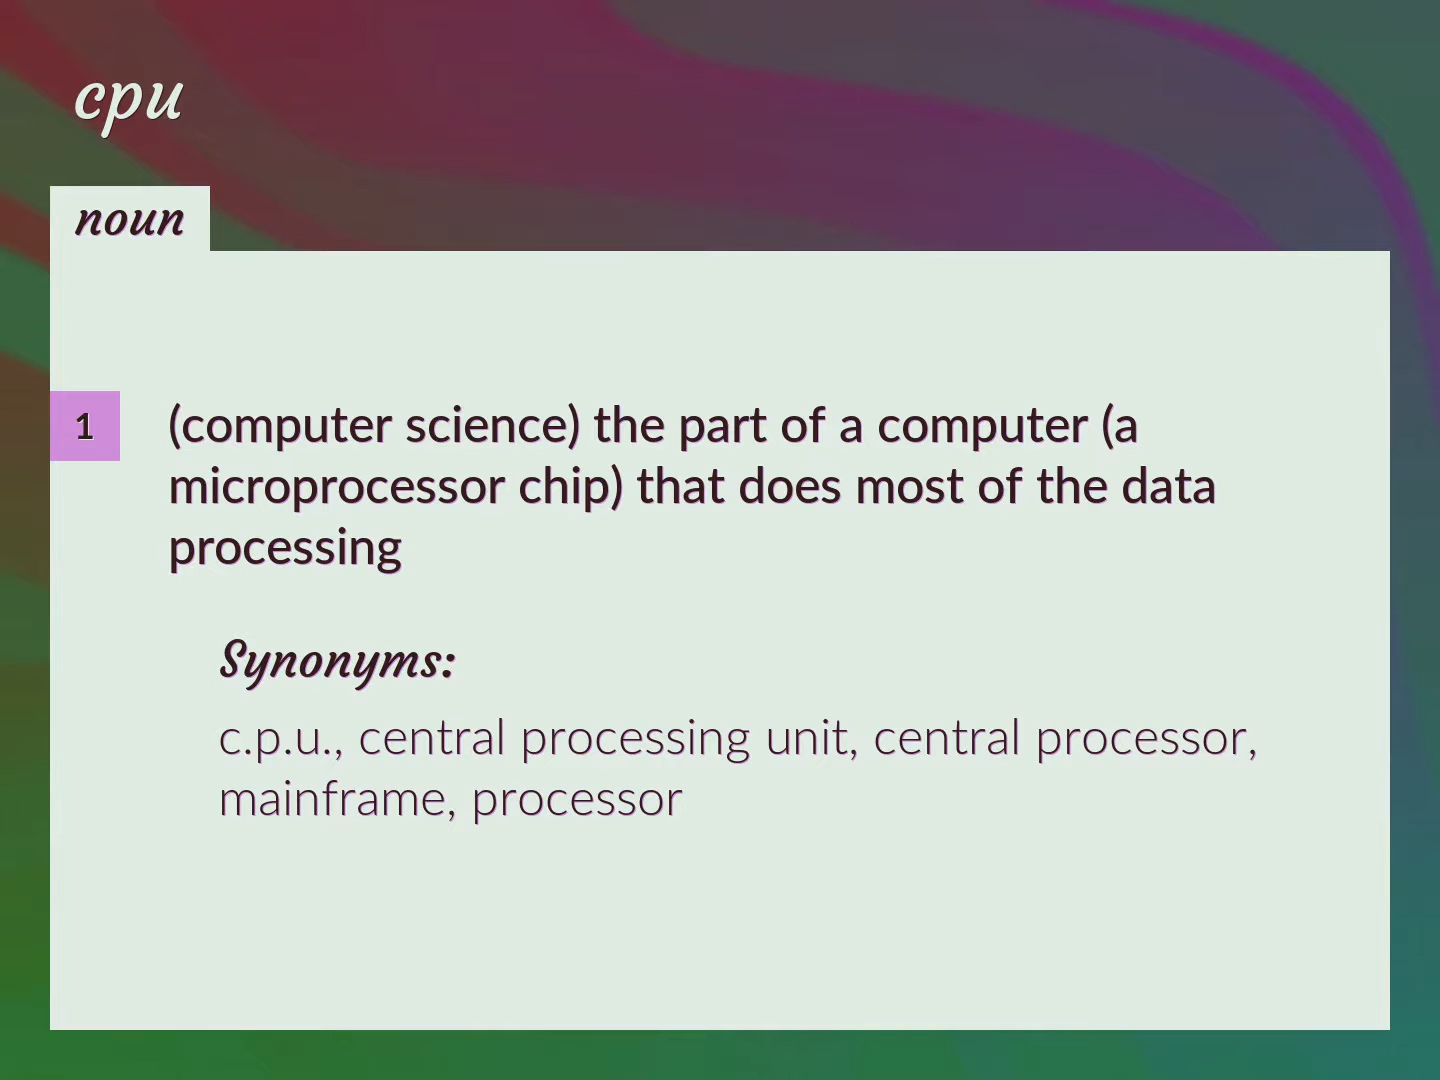 cpu
noun
1
(computer science) the part of a computer (a
microprocessor chip) that does most of the data
processing
Synonyms:
c.p.u., central processing unit, central processor,
mainframe, processor